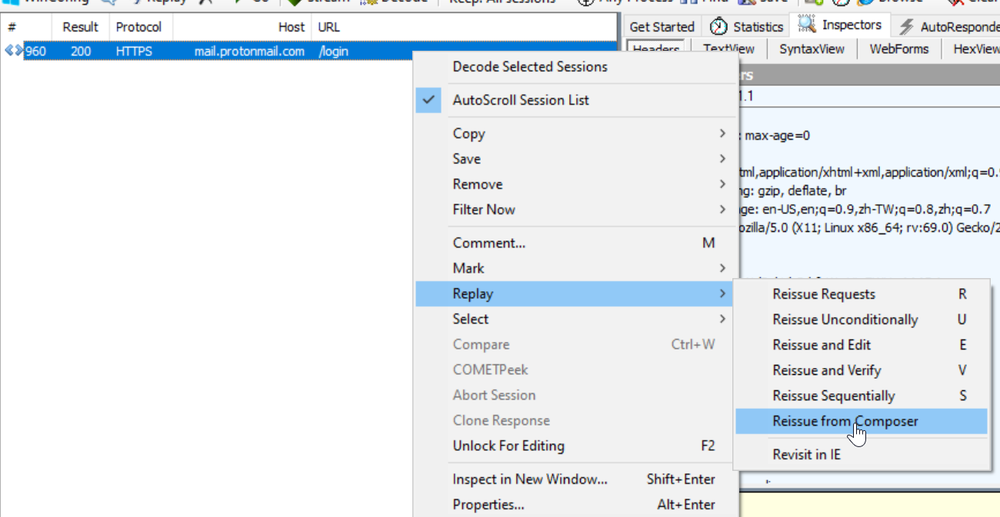 WinConfig Replay Go Stream Decode Keep: All sessions Any Process Find Save Browse Clear
# Result Protocol Host URL
960 200 HTTPS mail.protonmail.com /login
Get Started Statistics Inspectors AutoResponde
Headers TextView SyntaxView WebForms HexView
Decode Selected Sessions
AutoScroll Session List
Copy
Save
Remove
Filter Now
Comment... M
Mark
Replay
Select
Compare Ctrl+W
COMETPeek
Abort Session
Clone Response
Unlock For Editing F2
Inspect in New Window... Shift+Enter
Properties... Alt+Enter
rs
1.1
: max-age=0
tml,application/xhtml+xml,application/xml;q=0.9
ng: gzip, deflate, br
ge: en-US,en;q=0.9,zh-TW;q=0.8,zh;q=0.7
ozilla/5.0 (X11; Linux x86_64; rv:69.0) Gecko/2
Reissue Requests R
Reissue Unconditionally U
Reissue and Edit E
Reissue and Verify V
Reissue Sequentially S
Reissue from Composer
Revisit in IE